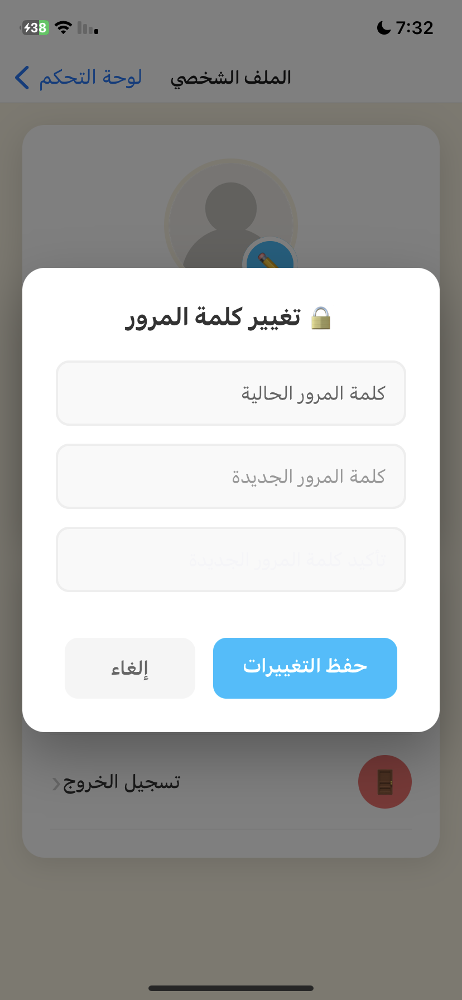 38 7:32
لوحة التحكم الملف الشخصي
🔒 تغيير كلمة المرور
كلمة المرور الحالية
كلمة المرور الجديدة
تأكيد كلمة المرور الجديدة
حفظ التغييرات إلغاء
تسجيل الخروج